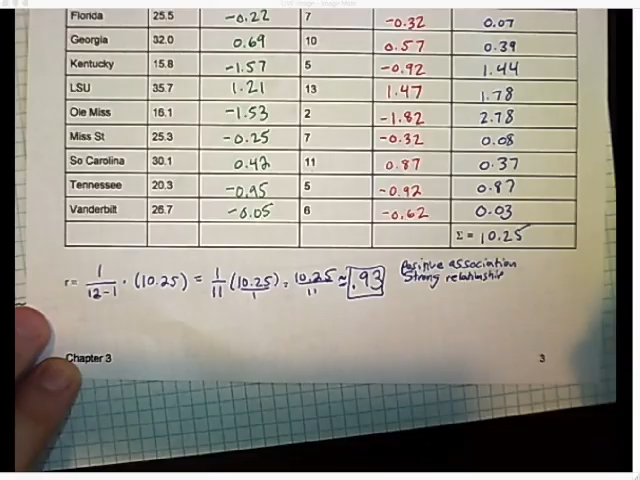 Florida 25.5 -0.22 7 -0.32 0.07
Georgia 32.0 0.69 10 0.57 0.39
Kentucky 15.8 -1.57 5 -0.92 1.44
LSU 35.7 1.21 13 1.47 1.78
Ole Miss 16.1 -1.53 2 -1.82 2.78
Miss St 25.3 -0.25 7 -0.32 0.08
So Carolina 30.1 0.42 11 0.87 0.37
Tennessee 20.3 -0.95 5 -0.92 0.87
Vanderbilt 26.7 -0.05 6 -0.62 0.03
Σ = 10.25
r = 1/12-1 · (10.25) = 1/11 (10.25)/1 = 10.25/11 ≈ .93 Positive association
Strong relationship
Chapter 3 3